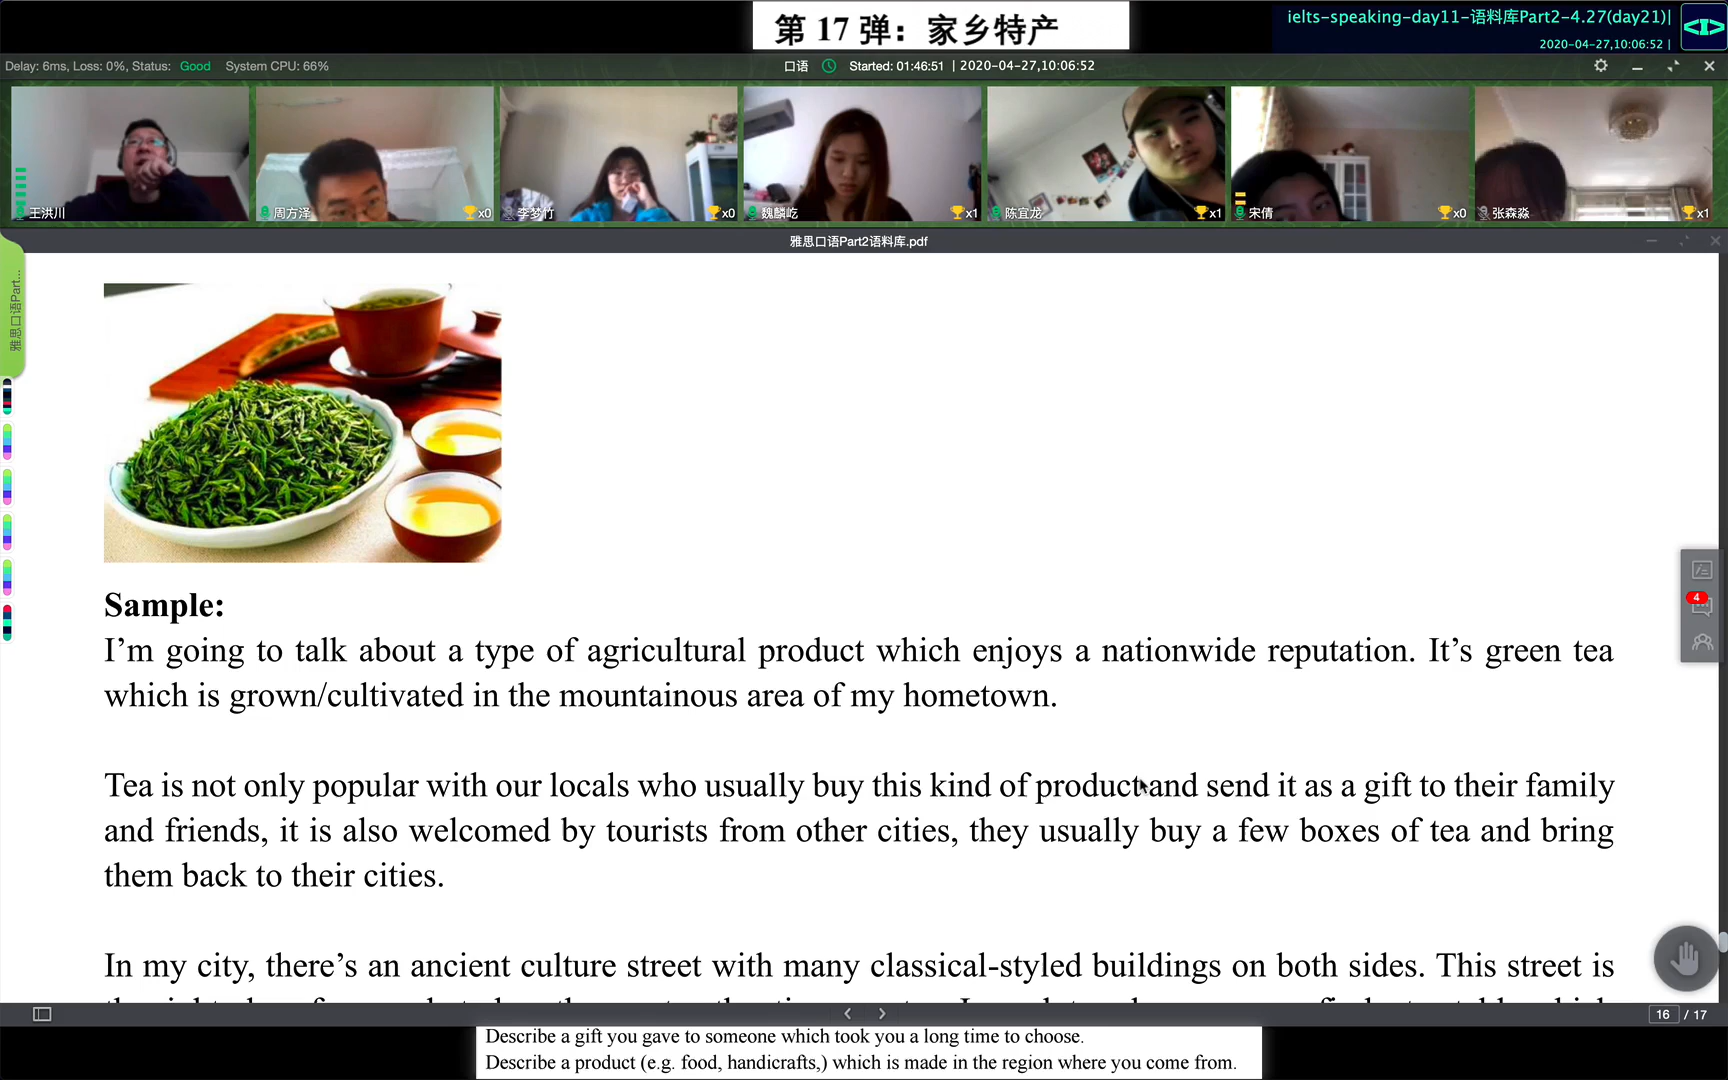 第 17 弹：家乡特产
ielts-speaking-day11-语料库Part2-4.27(day21)|
2020-04-27,10:06:52 |
Delay: 6ms, Loss: 0%, Status: Good System CPU: 66%
口语 Started: 01:46:51 | 2020-04-27,10:06:52
王洪川
周方泽 x0
李梦竹 x0
魏麟屹 x1
陈宜龙 x1
宋倩 x0
张森淼 x1
雅思口语Part2语料库.pdf
雅思口语Part...
Sample:
I’m going to talk about a type of agricultural product which enjoys a nationwide reputation. It’s green tea
which is grown/cultivated in the mountainous area of my hometown.
4
Tea is not only popular with our locals who usually buy this kind of product and send it as a gift to their family
and friends, it is also welcomed by tourists from other cities, they usually buy a few boxes of tea and bring
them back to their cities.
In my city, there’s an ancient culture street with many classical-styled buildings on both sides. This street is
16 / 17
Describe a gift you gave to someone which took you a long time to choose.
Describe a product (e.g. food, handicrafts,) which is made in the region where you come from.